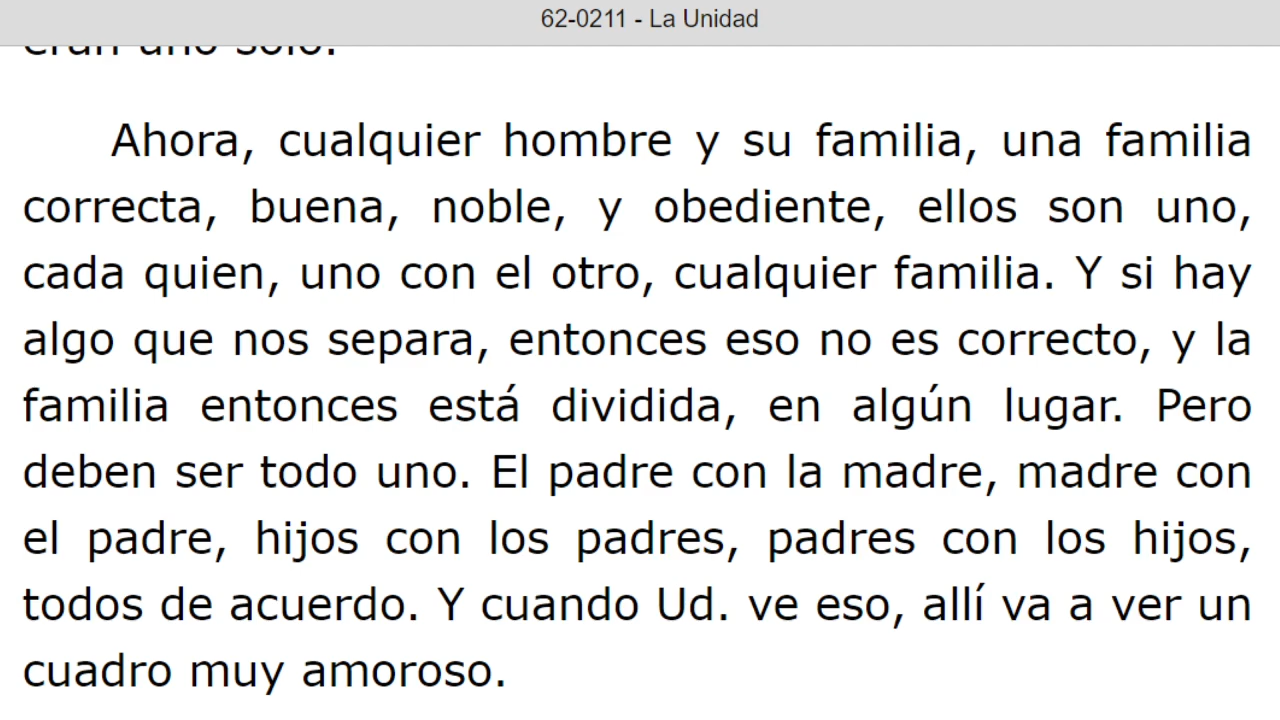 62-0211 - La Unidad
eran uno solo.
Ahora, cualquier hombre y su familia, una familia
correcta, buena, noble, y obediente, ellos son uno,
cada quien, uno con el otro, cualquier familia. Y si hay
algo que nos separa, entonces eso no es correcto, y la
familia entonces está dividida, en algún lugar. Pero
deben ser todo uno. El padre con la madre, madre con
el padre, hijos con los padres, padres con los hijos,
todos de acuerdo. Y cuando Ud. ve eso, allí va a ver un
cuadro muy amoroso.